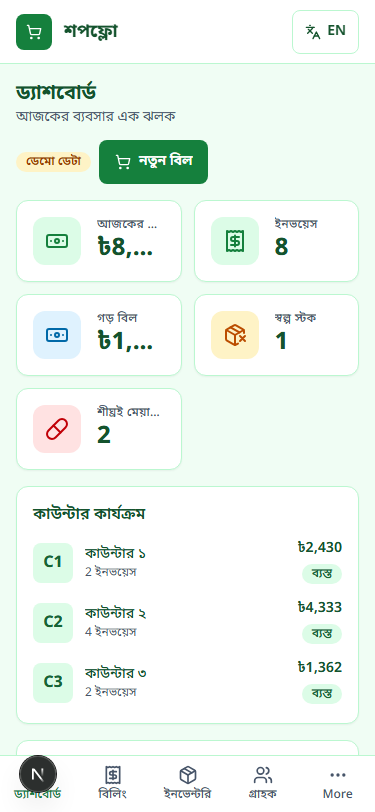 শপফ্লো
EN
ড্যাশবোর্ড
আজকের ব্যবসার এক ঝলক
ডেমো ডেটা
নতুন বিল
আজকের ...
৳8,...
ইনভয়েস
8
গড় বিল
৳1,...
স্বল্প স্টক
1
শীঘ্রই মেয়া...
2
কাউন্টার কার্যক্রম
C1
কাউন্টার ১
2 ইনভয়েস
৳2,430
ব্যস্ত
C2
কাউন্টার ২
4 ইনভয়েস
৳4,333
ব্যস্ত
C3
কাউন্টার ৩
2 ইনভয়েস
৳1,362
ব্যস্ত
N
ড্যাশবোর্ড
বিলিং
ইনভেন্টরি
গ্রাহক
More